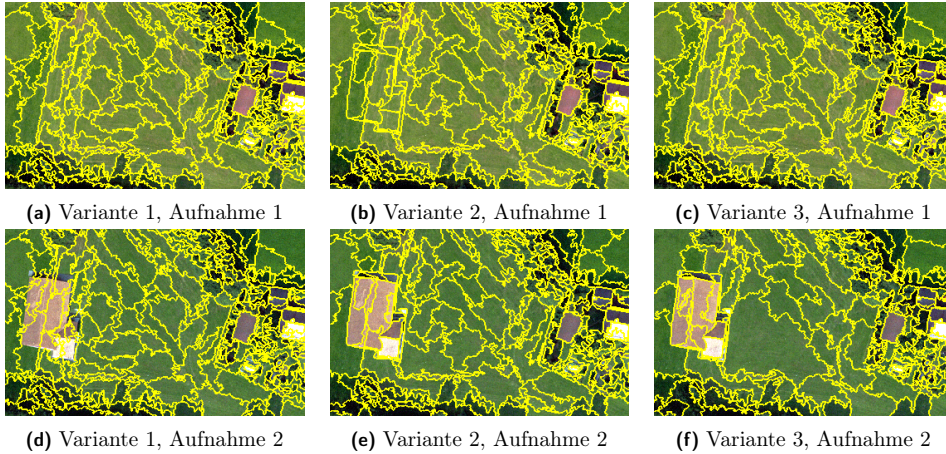 (a) Variante 1, Aufnahme 1
(b) Variante 2, Aufnahme 1
(c) Variante 3, Aufnahme 1
(d) Variante 1, Aufnahme 2
(e) Variante 2, Aufnahme 2
(f) Variante 3, Aufnahme 2